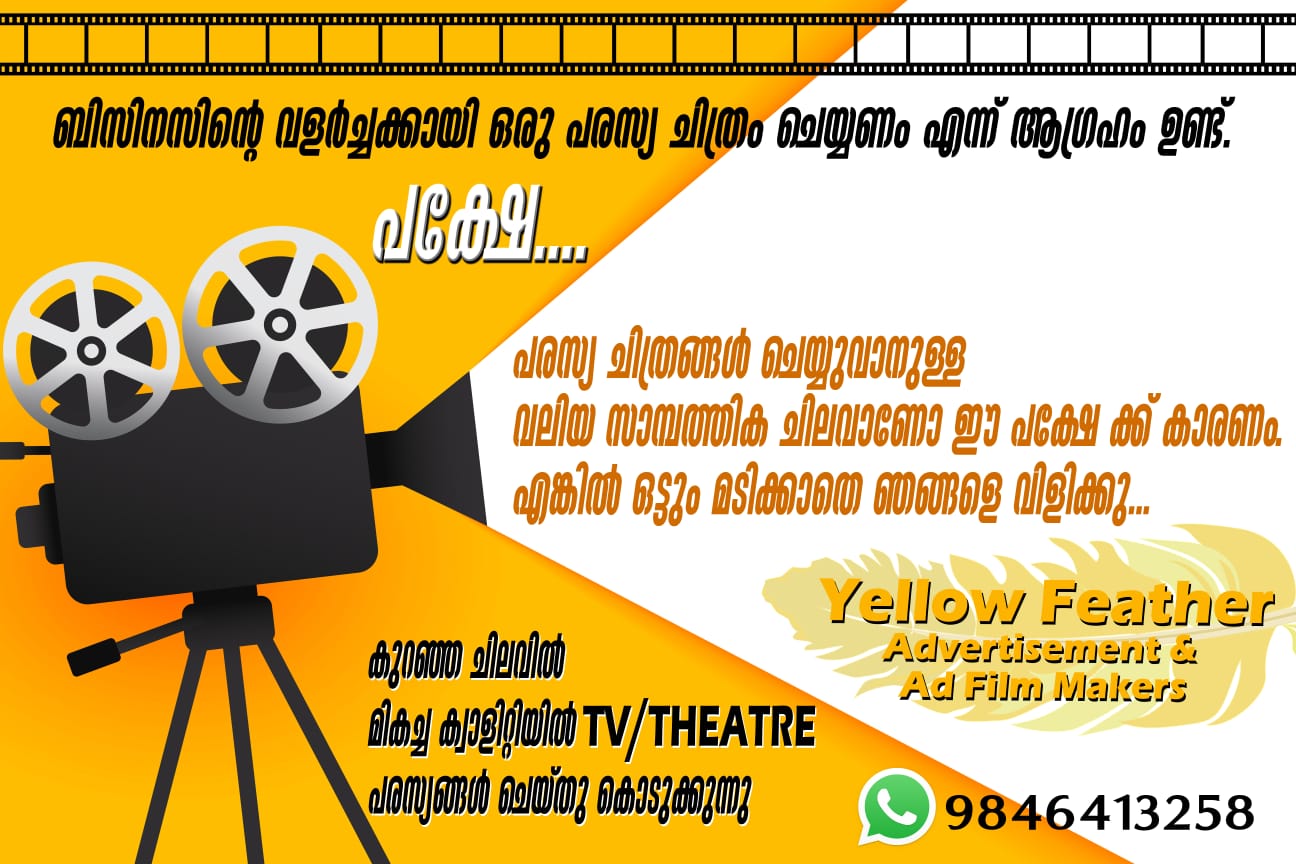 ബിസിനസിന്റെ വളർച്ചക്കായി ഒരു പരസ്യ ചിത്രം ചെയ്യണം എന്ന് ആഗ്രഹം ഉണ്ട്.
പക്ഷേ....
പരസ്യ ചിത്രങ്ങൾ ചെയ്യുവാനുള്ള
വലിയ സാമ്പത്തിക ചിലവാണോ ഈ പക്ഷേ ക്ക് കാരണം.
എങ്കിൽ ഒട്ടും മടിക്കാതെ ഞങ്ങളെ വിളിക്കു...
Yellow Feather
Advertisement &
Ad Film Makers
കുറഞ്ഞ ചിലവിൽ
മികച്ച ക്വാളിറ്റിയിൽ TV/THEATRE
പരസ്യങ്ങൾ ചെയ്തു കൊടുക്കുന്നു
9846413258